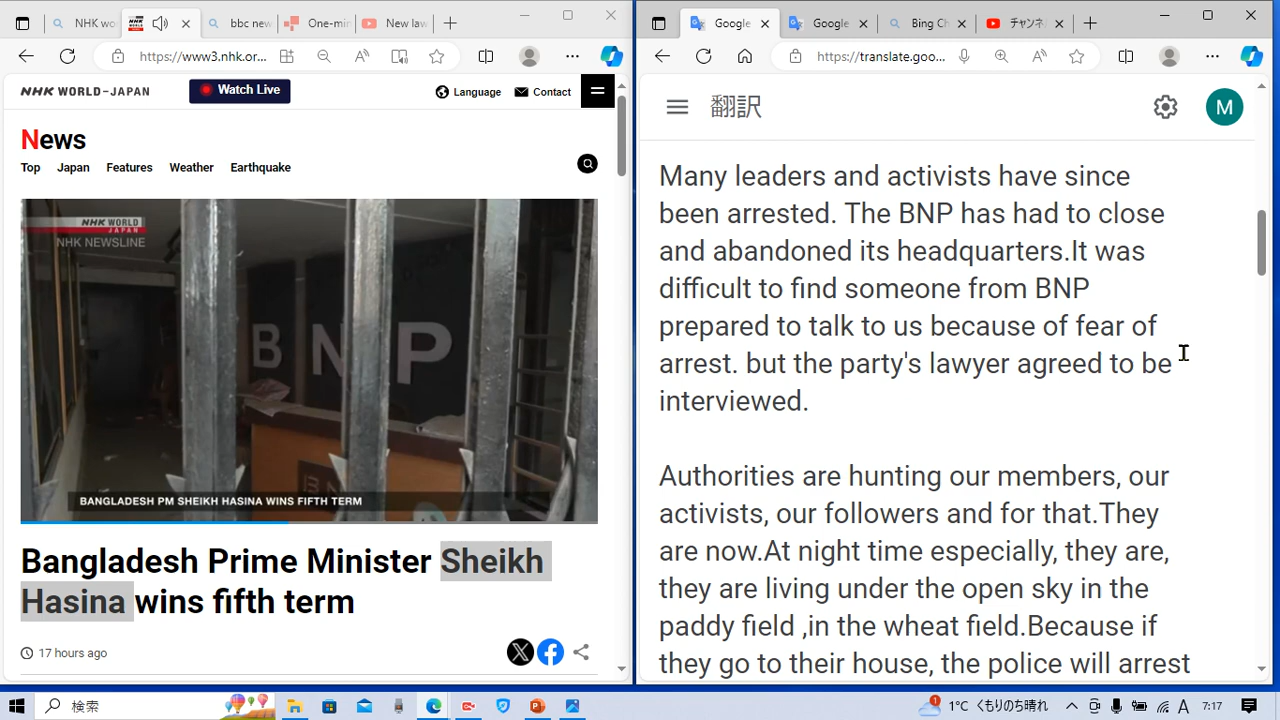 NHK wo
bbc nev
One-min
New law
https://www3.nhk.or...
NHK WORLD-JAPAN
Watch Live
Language
Contact
News
Top
Japan
Features
Weather
Earthquake
NHK WORLD
JAPAN
NHK NEWSLINE
BNP
BANGLADESH PM SHEIKH HASINA WINS FIFTH TERM
Bangladesh Prime Minister Sheikh
Hasina wins fifth term
17 hours ago
Google
Google
Bing Ch
チャンネル
https://translate.goo...
翻訳
M
Many leaders and activists have since
been arrested. The BNP has had to close
and abandoned its headquarters.It was
difficult to find someone from BNP
prepared to talk to us because of fear of
arrest. but the party's lawyer agreed to be
interviewed.
Authorities are hunting our members, our
activists, our followers and for that.They
are now.At night time especially, they are,
they are living under the open sky in the
paddy field ,in the wheat field.Because if
they go to their house, the police will arrest
検索
1
1°C くもりのち晴れ
A
7:17